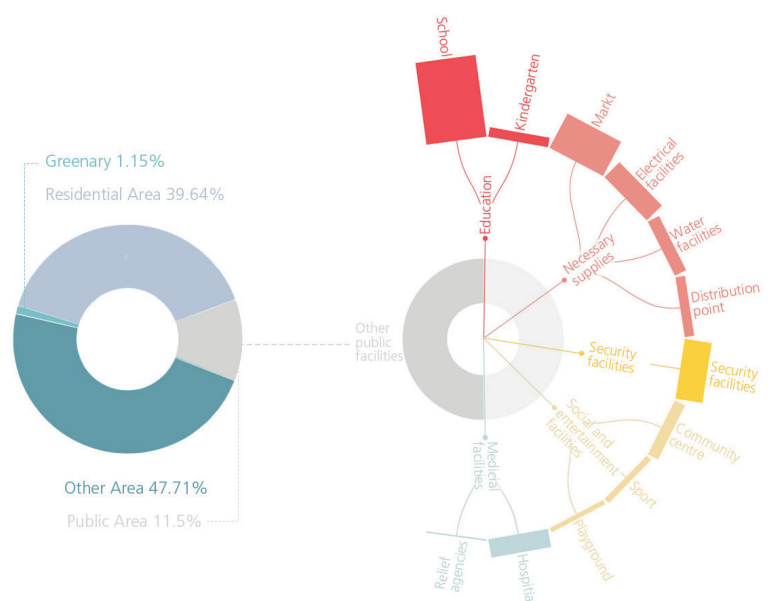 Greenary 1.15%
Residential Area 39.64%
Other Area 47.71%
Public Area 11.5%
Other
public
facilities
School
Kindergarten
Education
Markt
Electrical
facilities
Water
facilities
Distribution
point
Necessary
supplies
Security
facilities
Security
facilities
Social and
entertainment
facilities
Community
centre
Sport
Playground
Medicial
facilities
Hospitial
Relief
agencies